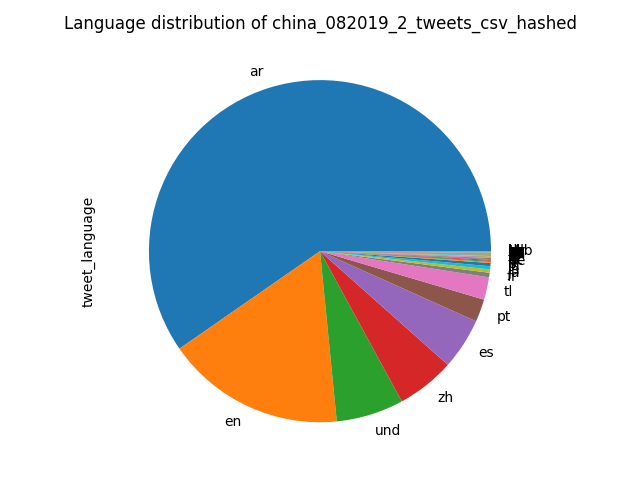 Language distribution of china_082019_2_tweets_csv_hashed
ar
tweet_language
tl
pt
es
zh
en
und